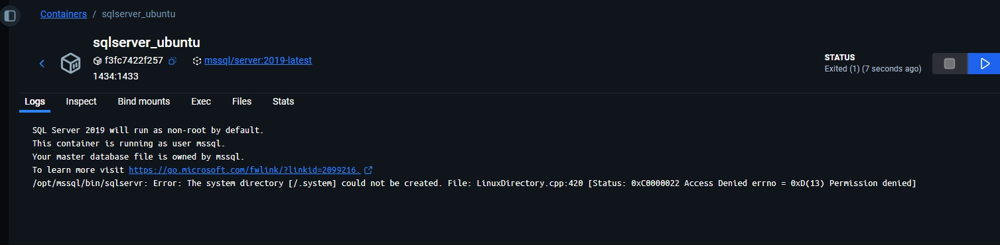 Containers / sqlserver_ubuntu
sqlserver_ubuntu
f3fc7422f257 mssql/server:2019-latest
1434:1433
STATUS
Exited (1) (7 seconds ago)
Logs Inspect Bind mounts Exec Files Stats
SQL Server 2019 will run as non-root by default.
This container is running as user mssql.
Your master database file is owned by mssql.
To learn more visit https://go.microsoft.com/fwlink/?linkid=2099216.
/opt/mssql/bin/sqlservr: Error: The system directory [/.system] could not be created. File: LinuxDirectory.cpp:420 [Status: 0xC0000022 Access Denied errno = 0xD(13) Permission denied]